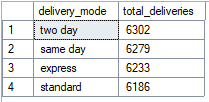 delivery_mode total_deliveries
1 two day 6302
2 same day 6279
3 express 6233
4 standard 6186